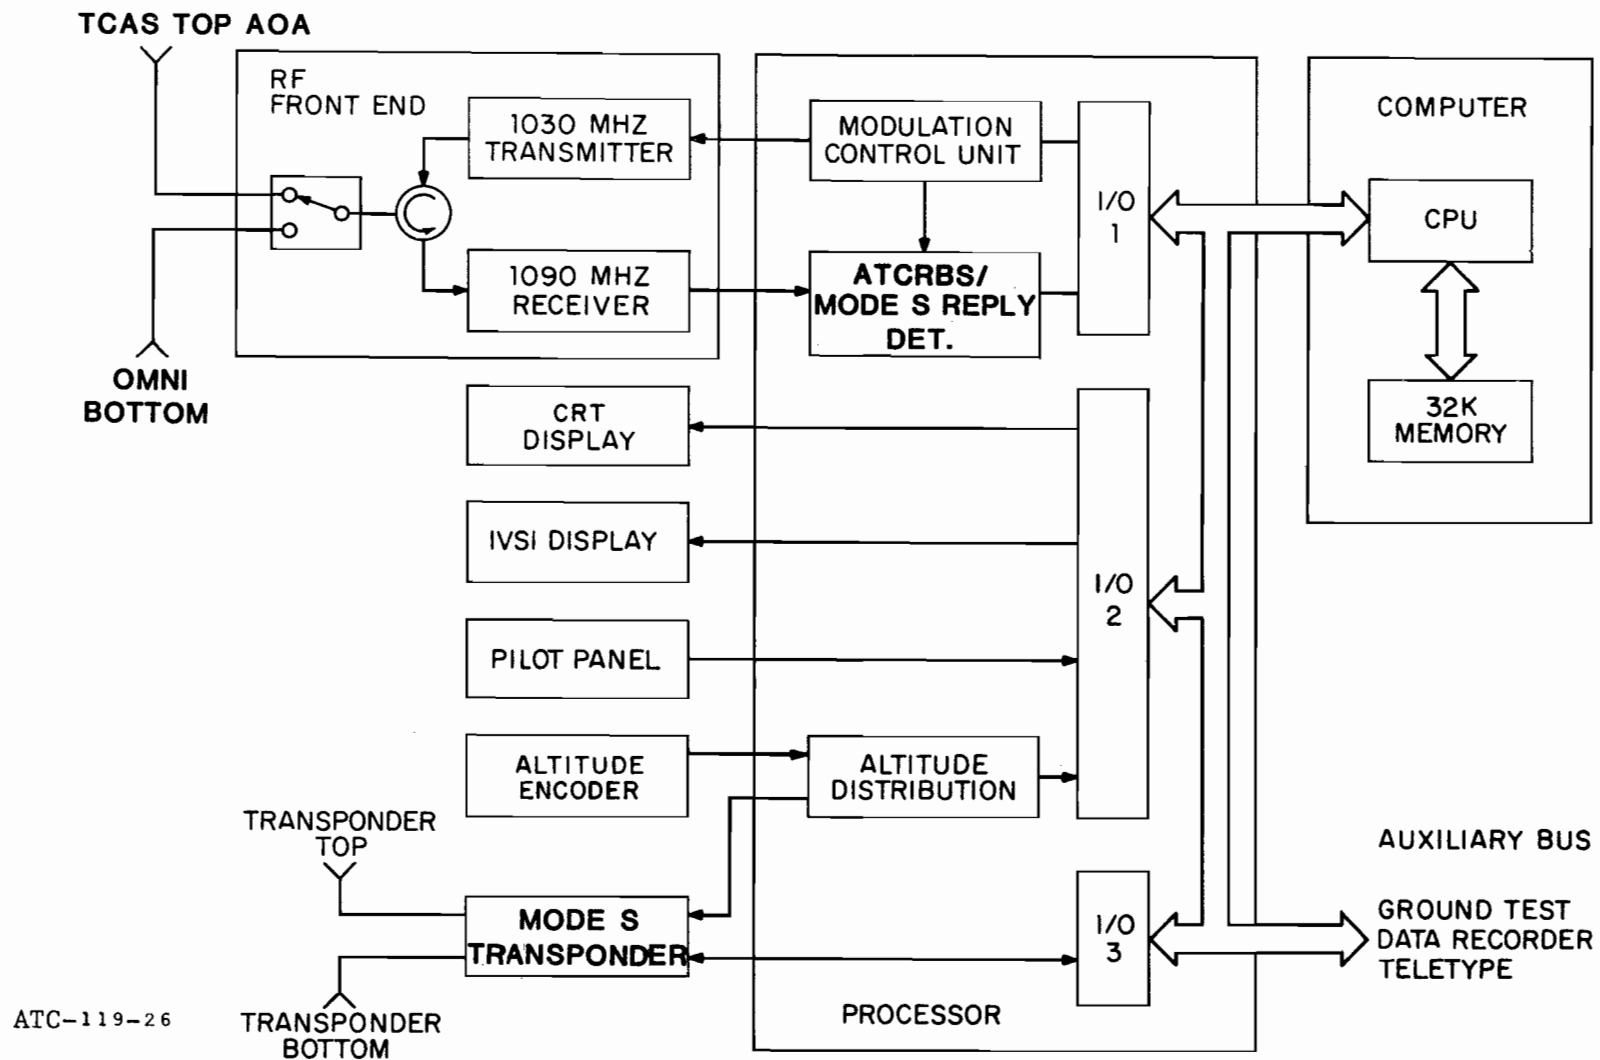 TCAS TOP AOA
RF
FRONT END
1030 MHZ
TRANSMITTER
MODULATION
CONTROL UNIT
I/O
1
COMPUTER
CPU
1090 MHZ
RECEIVER
ATCRBS/
MODE S REPLY
DET.
OMNI
BOTTOM
32K
MEMORY
CRT
DISPLAY
IVSI DISPLAY
I/O
2
PILOT PANEL
ALTITUDE
ENCODER
ALTITUDE
DISTRIBUTION
TRANSPONDER
TOP
AUXILIARY BUS
MODE S
TRANSPONDER
I/O
3
GROUND TEST
DATA RECORDER
TELETYPE
TRANSPONDER
BOTTOM
PROCESSOR
ATC-119-26